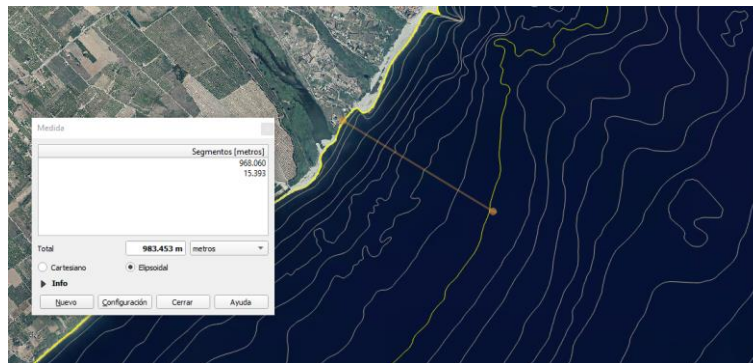 Medida
Segmentos [metros]
968.060
15.393
Total
983.453 m
metros
Cartesiano
Elipsoidal
Info
Nuevo
Configuración
Cerrar
Ayuda